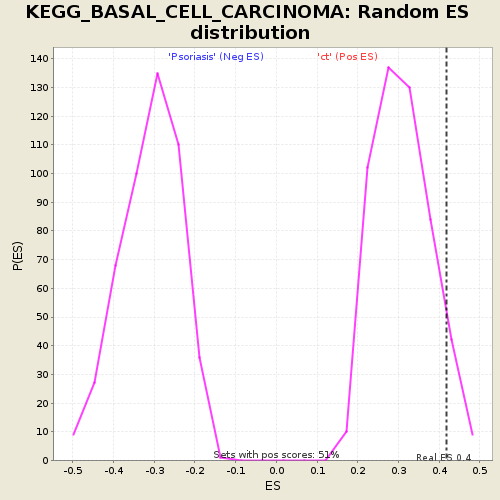 KEGG_BASAL_CELL_CARCINOMA: Random ES
distribution
'Psoriasis' (Neg ES) 'ct' (Pos ES)
140
130
120
110
100
90
80
70
60
50
40
30
20
10
0
P(ES)
Sets with pos scores: 51%
Real ES 0.4
-0.5 -0.4 -0.3 -0.2 -0.1 0.0 0.1 0.2 0.3 0.4 0.5
ES